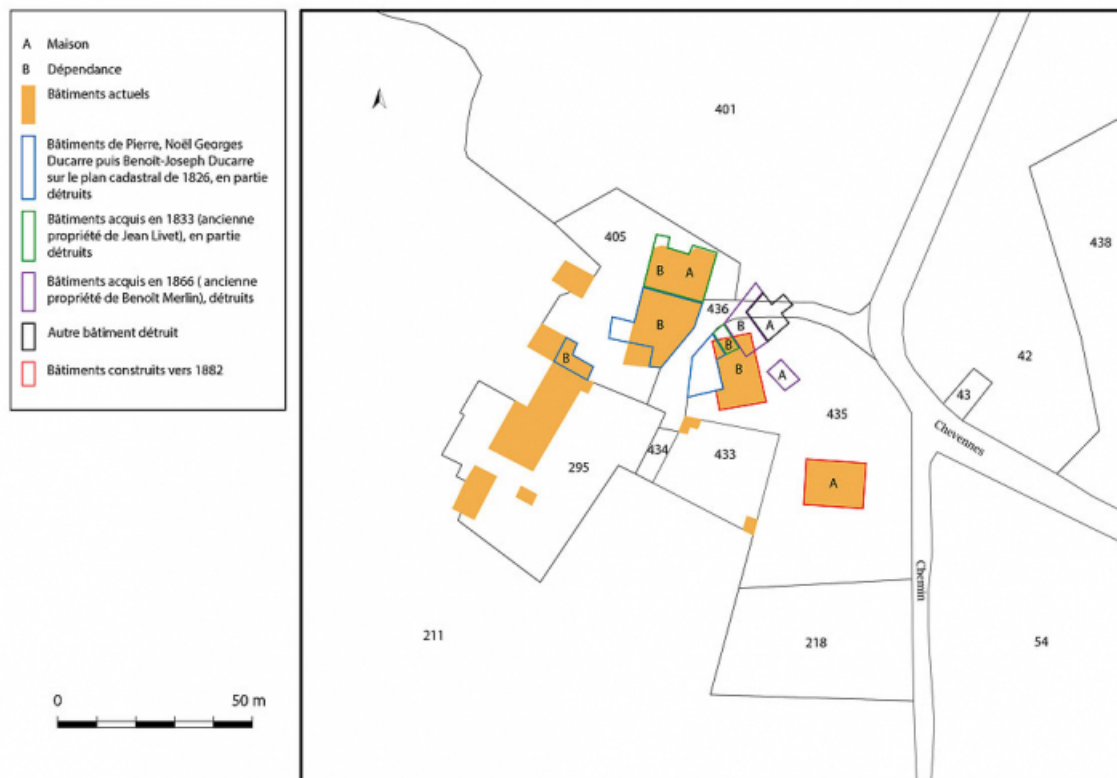 A Maison
B Dépendance
Bâtiments actuels
Bâtiments de Pierre, Noël Georges
Ducarre puis Benoît-Joseph Ducarre
sur le plan cadastral de 1826, en partie
détruits
Bâtiments acquis en 1833 (ancienne
propriété de Jean Livet), en partie
détruits
Bâtiments acquis en 1866 ( ancienne
propriété de Benoît Merlin), détruits
Autre bâtiment détruit
Bâtiments construits vers 1882
0 50 m
401
438
405
B A
436
B
B A
B
42
B
B
A
43
435
Chevennes
434
433
295
A
Chemin
211
218
54